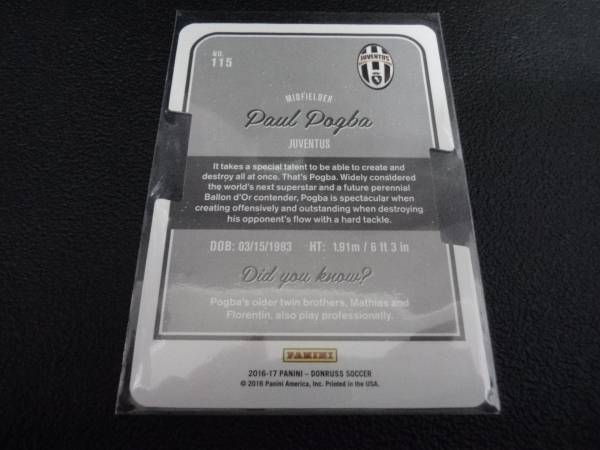 NO.
115
JUVENTUS
MIDFIELDER
Paul Pogba
JUVENTUS
It takes a special talent to be able to create and
destroy all at once. That's Pogba. Widely considered
the world's next superstar and a future perennial
Ballon d'Or contender, Pogba is spectacular when
creating offensively and outstanding when destroying
his opponent's flow with a hard tackle.
DOB: 03/15/1993 HT: 1.91m / 6 ft 3 in
Did you know?
Pogba's older twin brothers, Mathias and
Florentin, also play professionally.
PANINI
2016-17 PANINI – DONRUSS SOCCER
© 2016 Panini America, Inc. Printed in the USA.